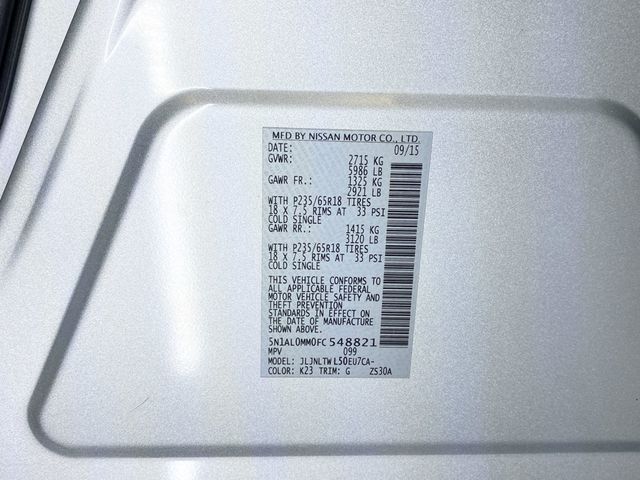 MFD BY NISSAN MOTOR CO., LTD.
DATE: 09/15
GVWR: 2715 KG
5986 LB
GAWR FR.: 1325 KG
2921 LB
WITH P235/65R18 TIRES
18 X 7.5 RIMS AT 33 PSI
COLD SINGLE
GAWR RR.: 1415 KG
3120 LB
WITH P235/65R18 TIRES
18 X 7.5 RIMS AT 33 PSI
COLD SINGLE
THIS VEHICLE CONFORMS TO
ALL APPLICABLE FEDERAL
MOTOR VEHICLE SAFETY AND
THEFT PREVENTION
STANDARDS IN EFFECT ON
THE DATE OF MANUFACTURE
SHOWN ABOVE.
5N1AL0MM0FC548821
MPV 099
MODEL: JLJNLTWL50EU7CA-
COLOR: K23 TRIM: G ZS30A